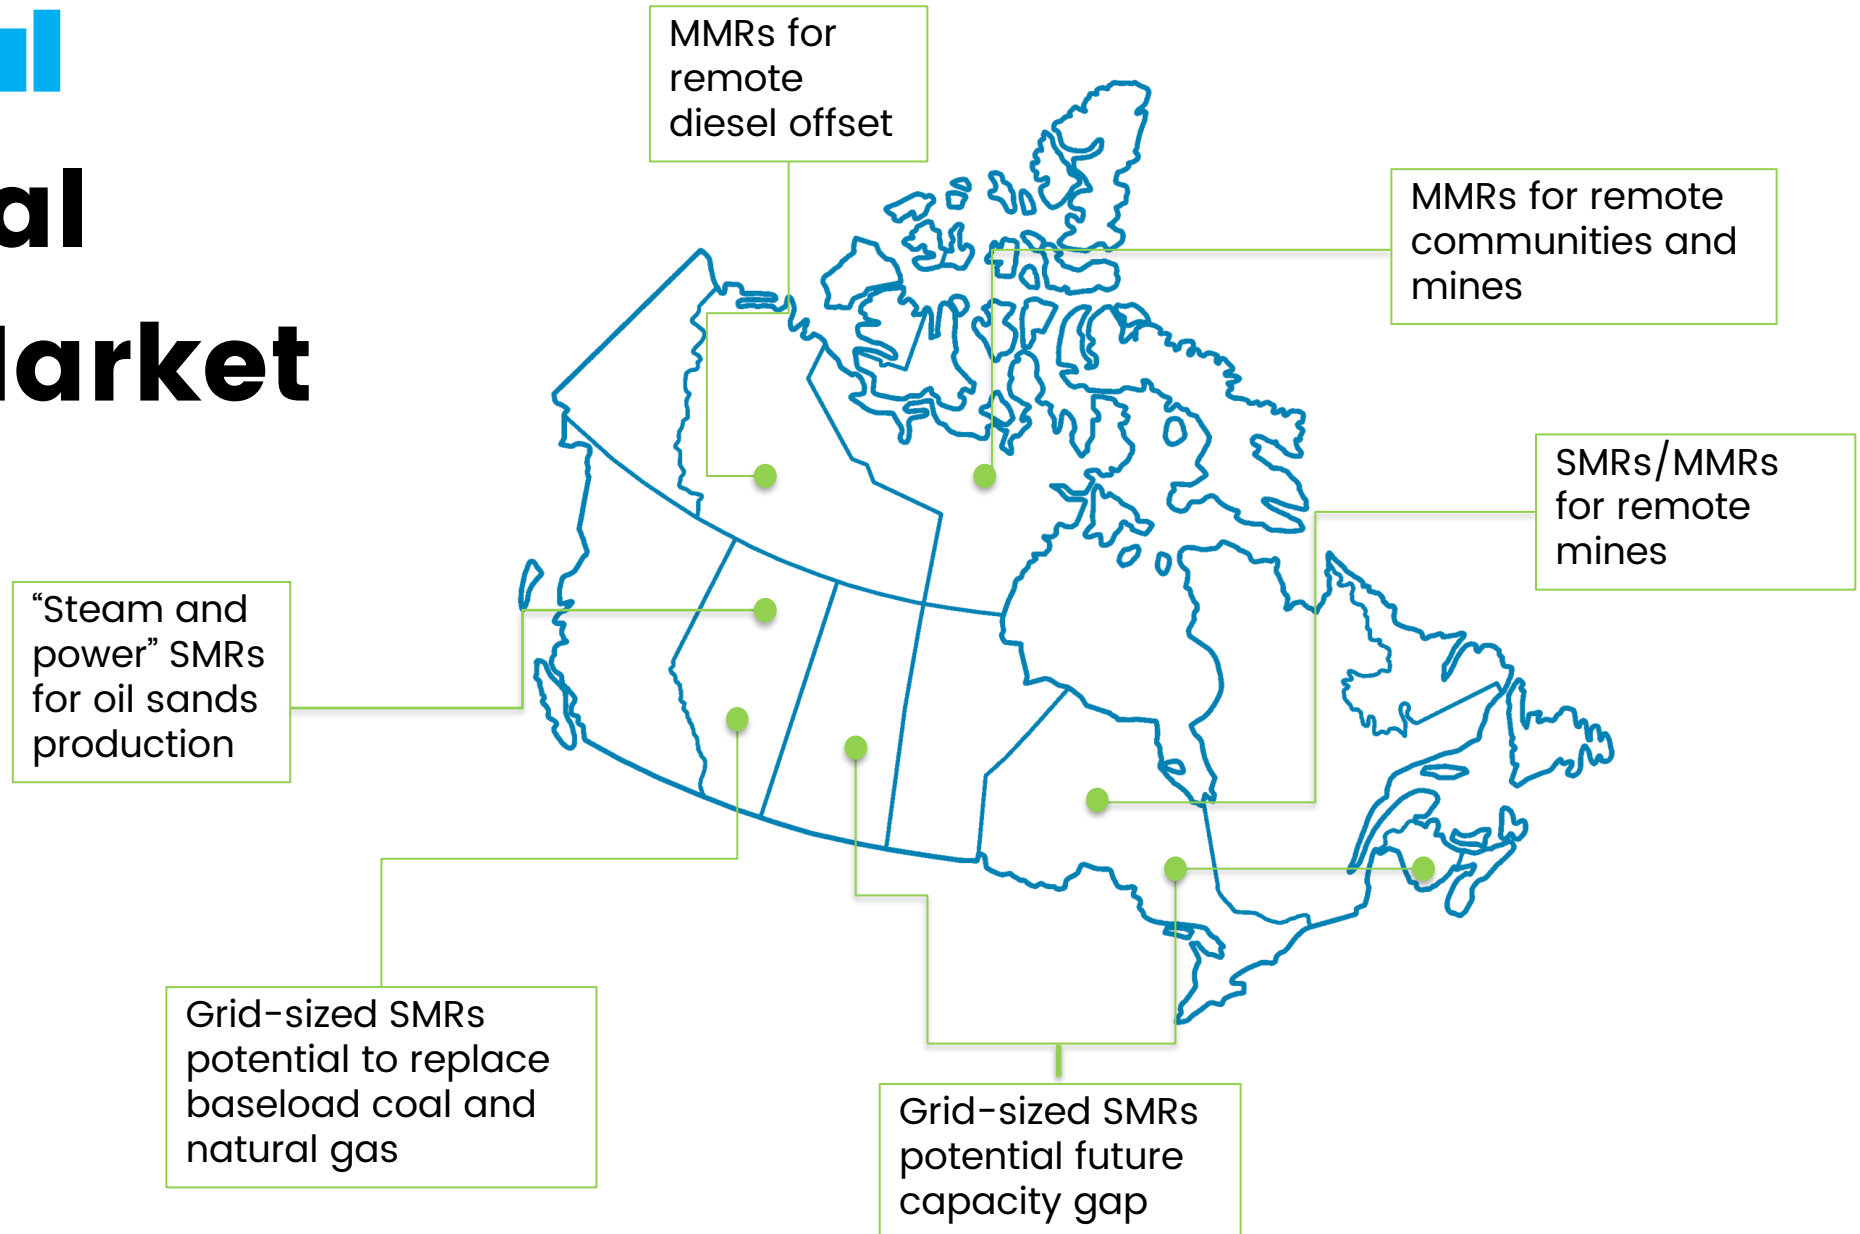 al
Market
MMRs for
remote
diesel offset
MMRs for remote
communities and
mines
SMRs/MMRs
for remote
mines
“Steam and
power” SMRs
for oil sands
production
Grid-sized SMRs
potential to replace
baseload coal and
natural gas
Grid-sized SMRs
potential future
capacity gap